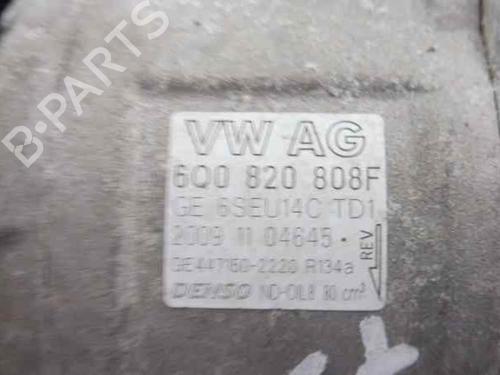 VW AG
6Q0 820 808F
GE 6SEU14C TD1
2009 11 04645
REV
GE447160-2220 R134a
DENSO ND-OIL8 80 cm³
B-PARTS